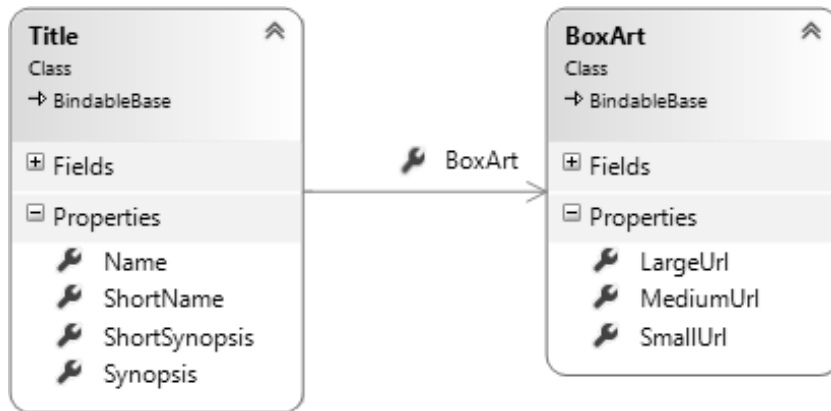 Title
Class
BindableBase
Fields
Properties
Name
ShortName
ShortSynopsis
Synopsis
BoxArt
BoxArt
Class
BindableBase
Fields
Properties
LargeUrl
MediumUrl
SmallUrl